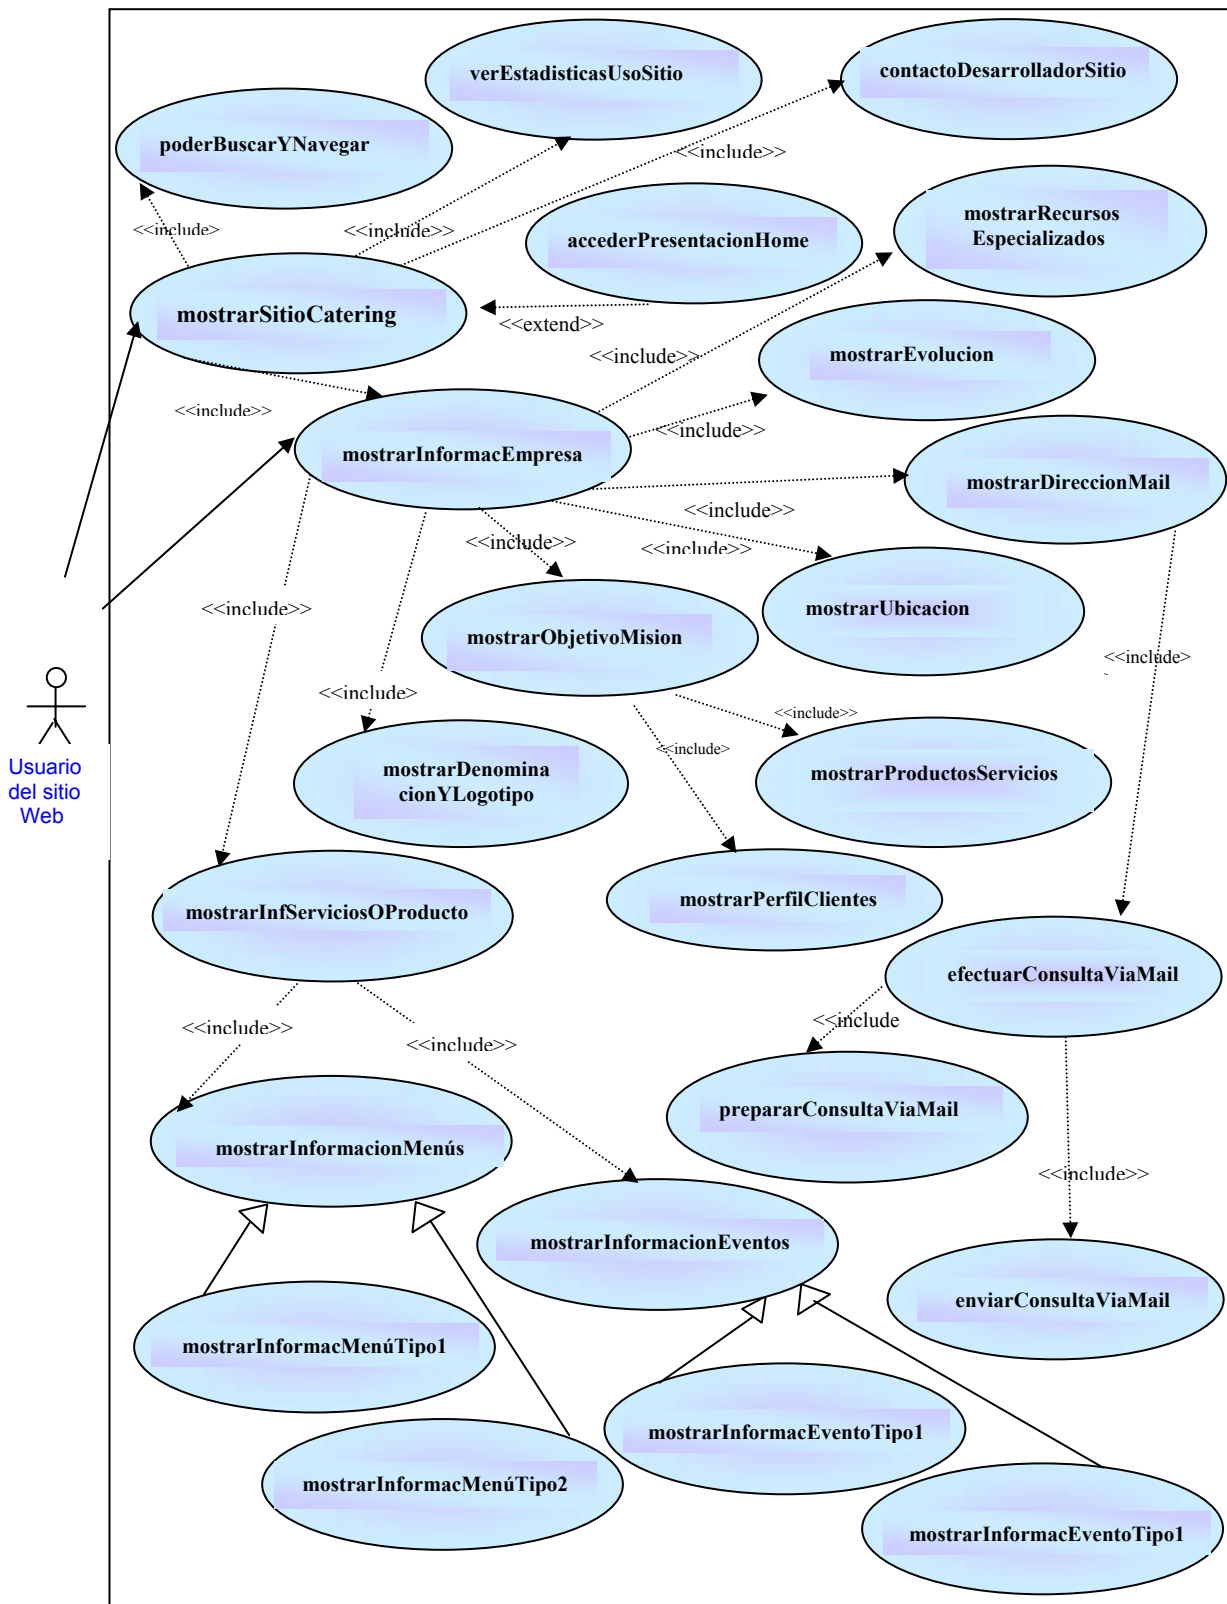 verEstadisticasUsoSitio
contactoDesarrolladorSitio
poderBuscarYNavegar
<<include>>
mostrarRecursos
Especializados
<<include>
<<include>>
accederPresentacionHome
mostrarSitioCatering
<<extend>>
<<include>>
mostrarEvolucion
<<include>>
<<include>>
mostrarInformacEmpresa
mostrarDireccionMail
<<include>>
<<include>>
<<include>>
<<include>>
mostrarUbicacion
mostrarObjetivoMision
<<include>
<<include>
<<include>>
<<include>
Usuario
del sitio
Web
mostrarDenomina
cionYLogotipo
mostrarProductosServicios
mostrarPerfilClientes
mostrarInfServiciosOProducto
efectuarConsultaViaMail
<<include
<<include>>
<<include>>
prepararConsultaViaMail
mostrarInformacionMenús
<<include>>
mostrarInformacionEventos
enviarConsultaViaMail
mostrarInformacMenúTipo1
mostrarInformacEventoTipo1
mostrarInformacMenúTipo2
mostrarInformacEventoTipo1